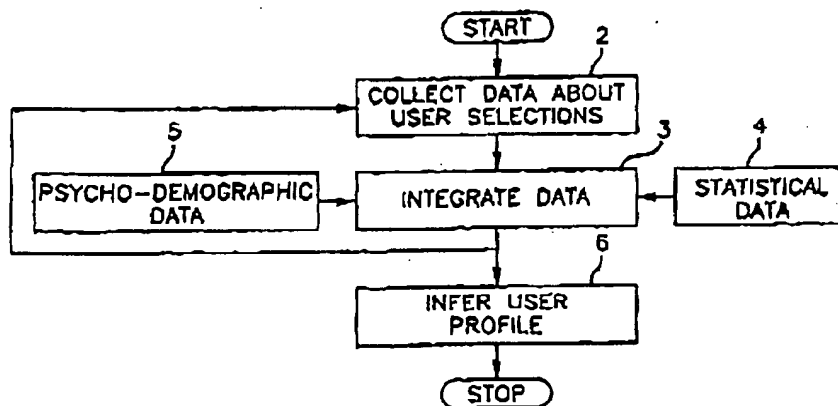 START
2
COLLECT DATA ABOUT
USER SELECTIONS
5
3
4
PSYCHO-DEMOGRAPHIC
DATA
INTEGRATE DATA
STATISTICAL
DATA
6
INFER USER
PROFILE
STOP